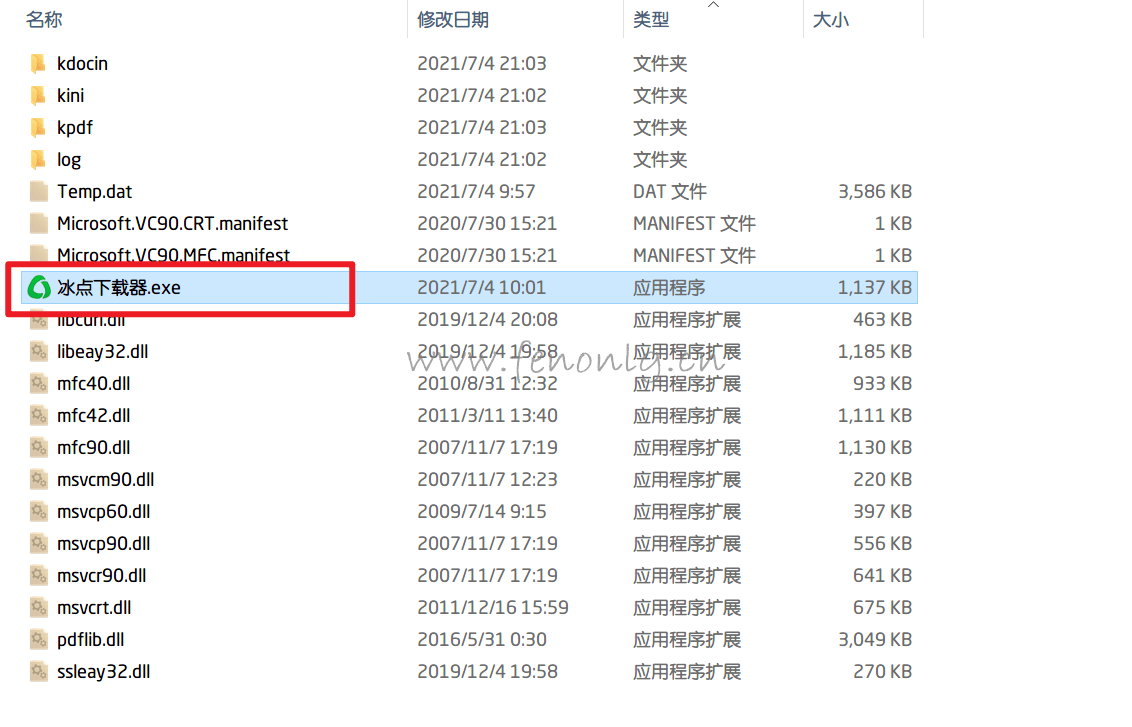 名称 修改日期 类型 大小
kdocin 2021/7/4 21:03 文件夹
kini 2021/7/4 21:02 文件夹
kpdf 2021/7/4 21:03 文件夹
log 2021/7/4 21:02 文件夹
Temp.dat 2021/7/4 9:57 DAT 文件 3,586 KB
Microsoft.VC90.CRT.manifest 2020/7/30 15:21 MANIFEST 文件 1 KB
Microsoft.VC90.MFC.manifest 2020/7/30 15:21 MANIFEST 文件 1 KB
冰点下载器.exe 2021/7/4 10:01 应用程序 1,137 KB
libcurl.dll 2019/12/4 20:08 应用程序扩展 463 KB
libeay32.dll 2019/12/4 19:58 应用程序扩展 1,185 KB
www.fenonlq.cn
mfc40.dll 2010/8/31 12:32 应用程序扩展 933 KB
mfc42.dll 2011/3/11 13:40 应用程序扩展 1,111 KB
mfc90.dll 2007/11/7 17:19 应用程序扩展 1,130 KB
msvcm90.dll 2007/11/7 12:23 应用程序扩展 220 KB
msvcp60.dll 2009/7/14 9:15 应用程序扩展 397 KB
msvcp90.dll 2007/11/7 17:19 应用程序扩展 556 KB
msvcr90.dll 2007/11/7 17:19 应用程序扩展 641 KB
msvcrt.dll 2011/12/16 15:59 应用程序扩展 675 KB
pdflib.dll 2016/5/31 0:30 应用程序扩展 3,049 KB
ssleay32.dll 2019/12/4 19:58 应用程序扩展 270 KB